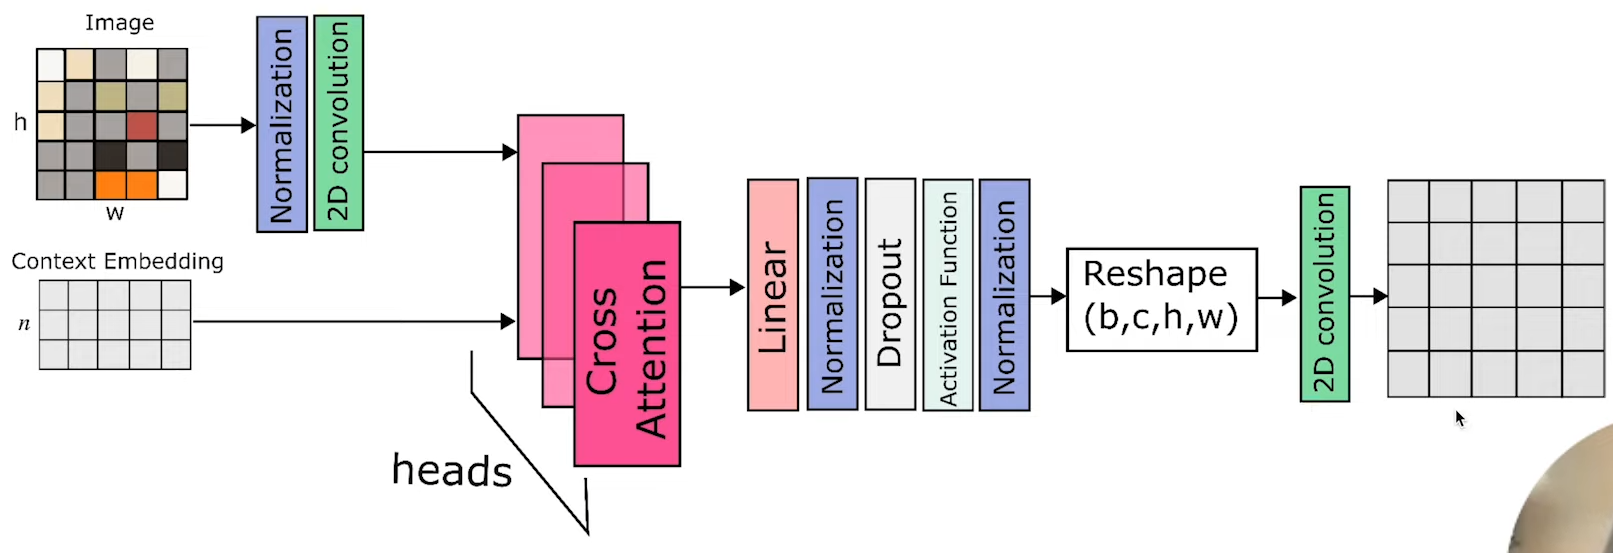 Image
h
w
Normalization
2D convolution
Context Embedding
n
Cross
Attention
heads
Linear
Normalization
Dropout
Activation Function
Normalization
Reshape
(b,c,h,w)
2D convolution